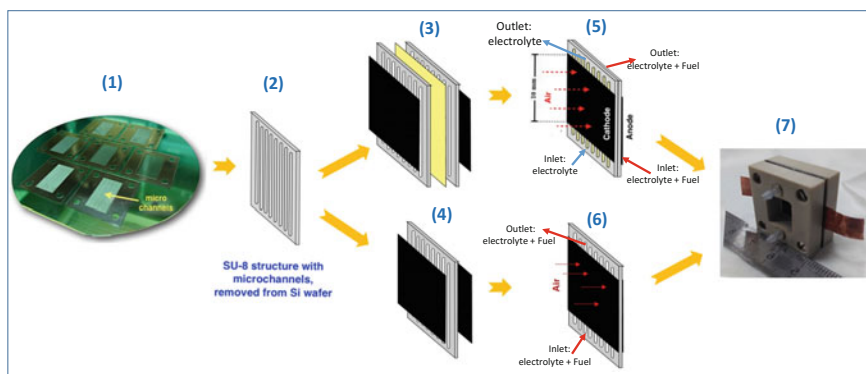 (1)
micro
channels
(2)
SU-8 structure with
microchannels,
removed from Si wafer
(3)
(4)
(5)
Outlet:
electrolyte
Outlet:
electrolyte + Fuel
Air
Cathode
Anode
Inlet:
electrolyte
Inlet:
electrolyte + Fuel
(6)
Outlet:
electrolyte + Fuel
Air
Inlet:
electrolyte + Fuel
(7)